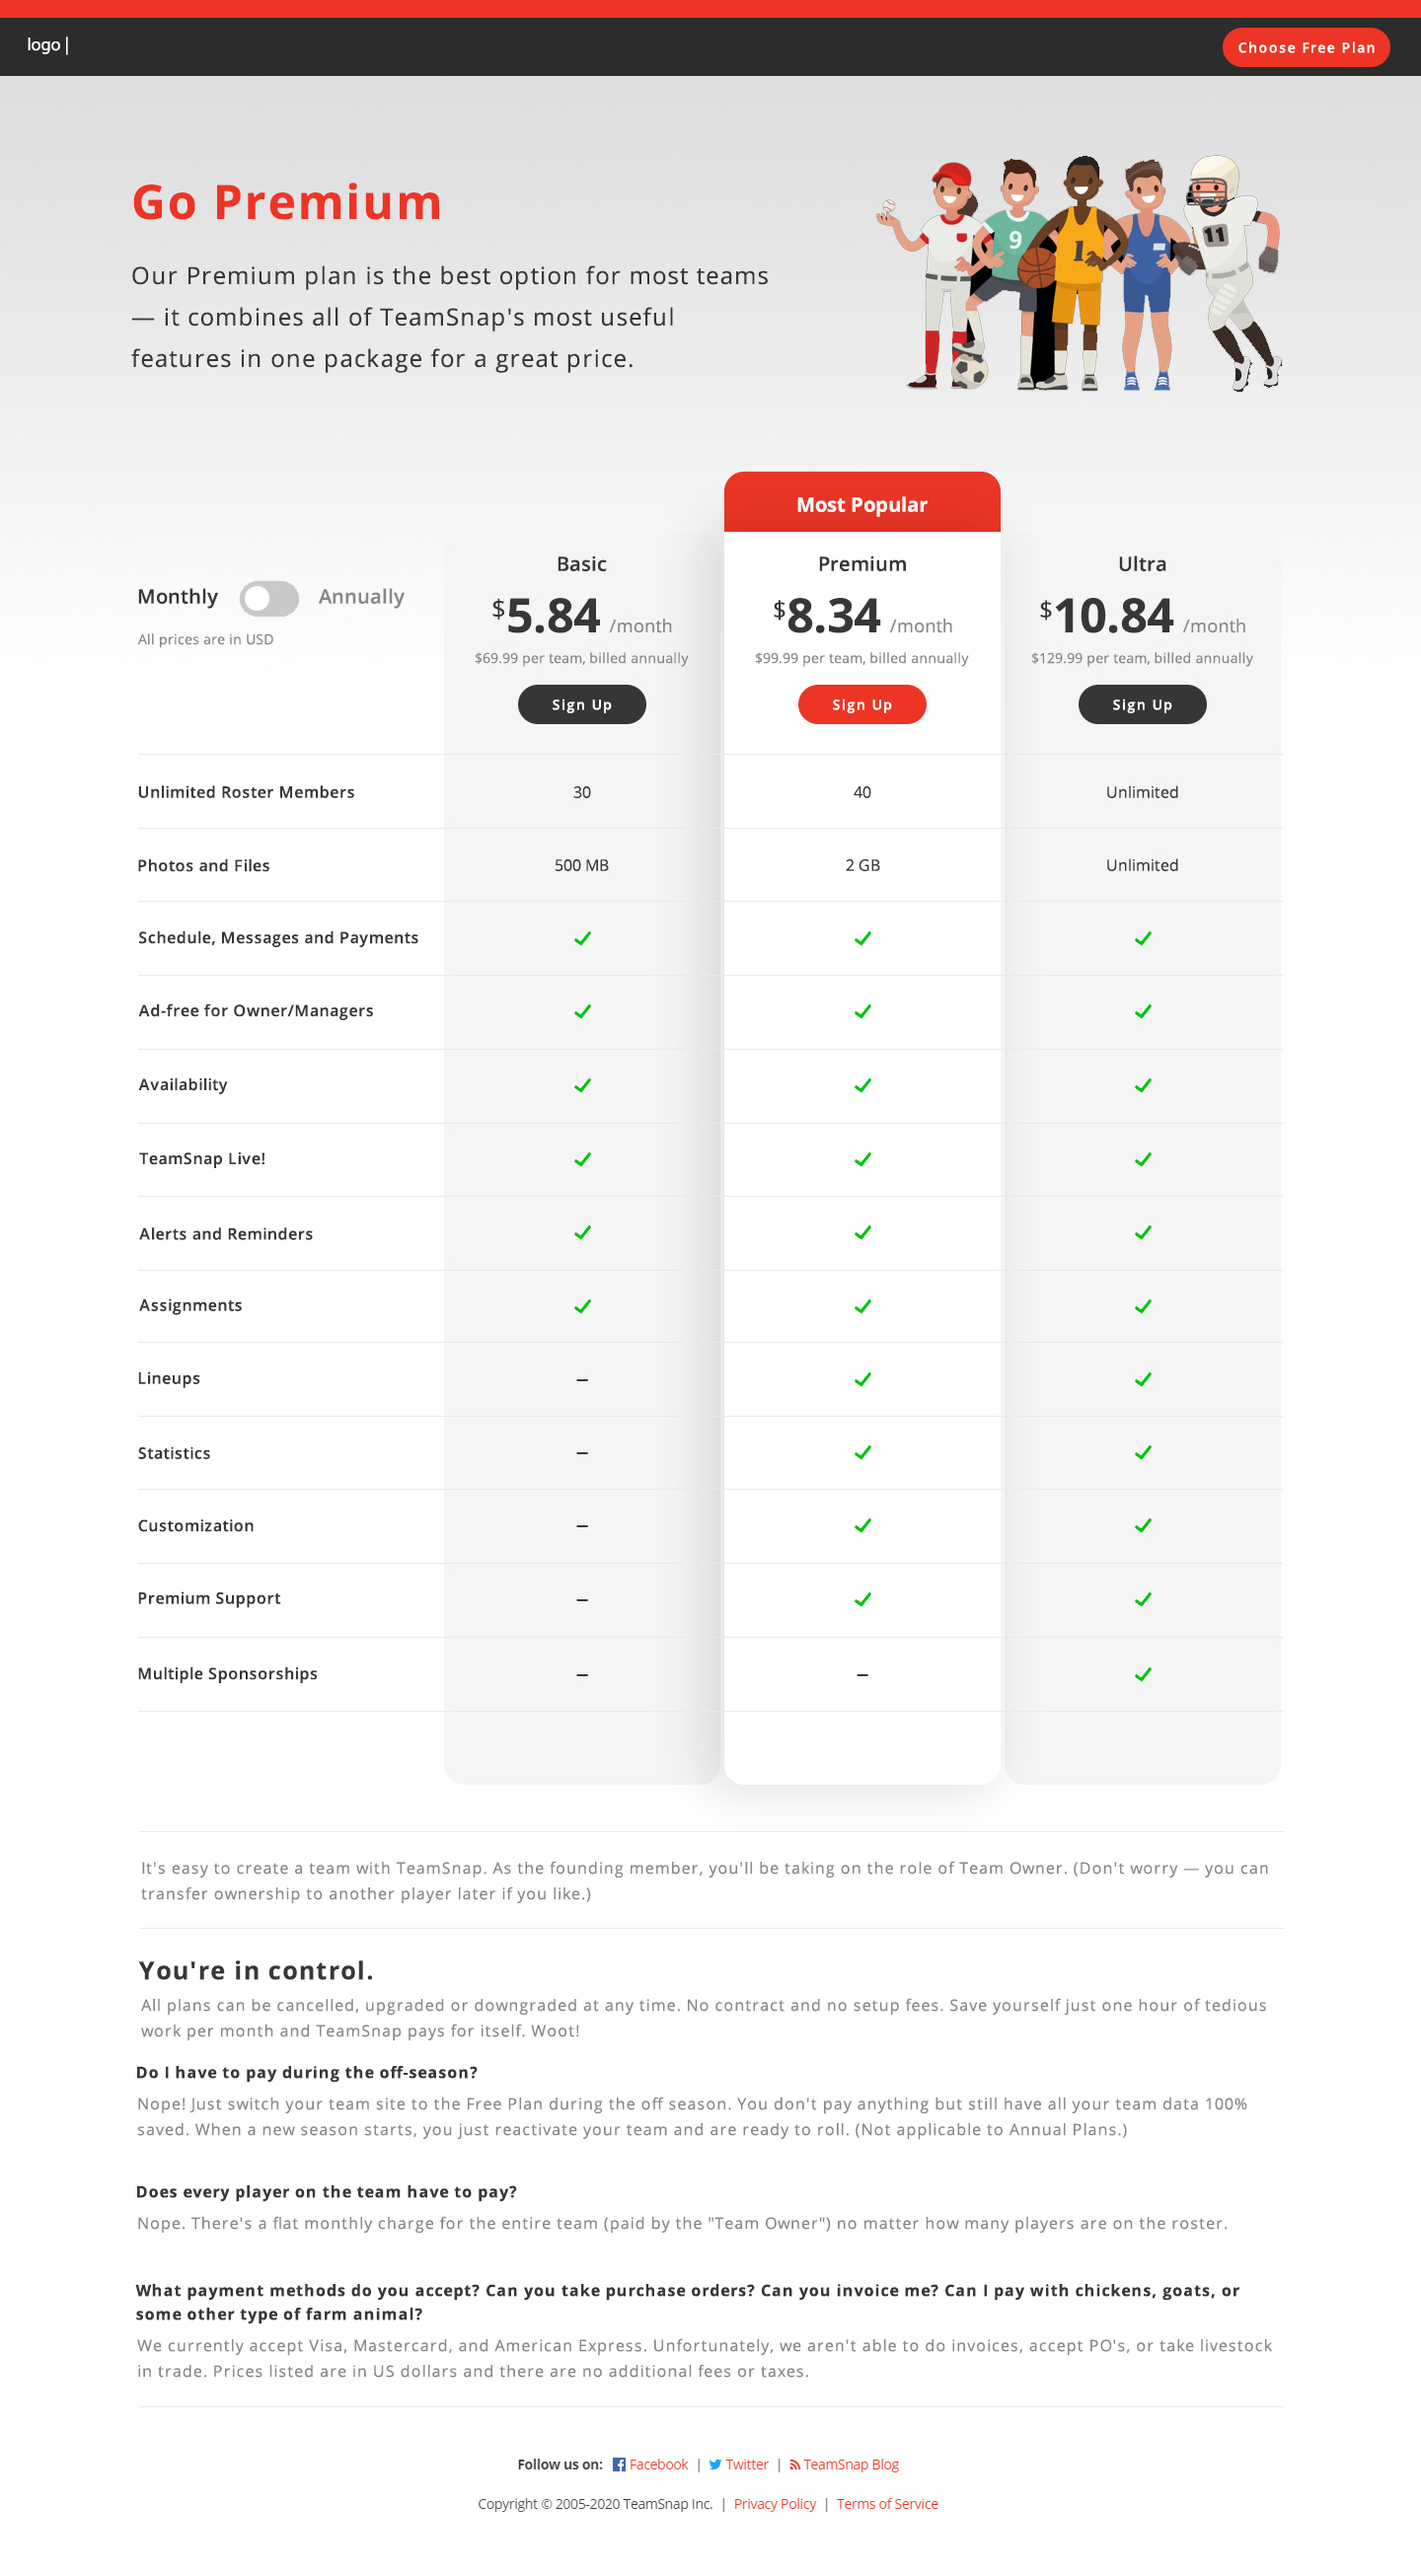 logo |
Choose Free Plan
Go Premium
Our Premium plan is the best option for most teams
— it combines all of TeamSnap's most useful
features in one package for a great price.
9
1
11
Most Popular
Monthly Annually
All prices are in USD
Basic
$5.84 /month
$69.99 per team, billed annually
Sign Up
Premium
$8.34 /month
$99.99 per team, billed annually
Sign Up
Ultra
$10.84 /month
$129.99 per team, billed annually
Sign Up
Unlimited Roster Members 30 40 Unlimited
Photos and Files 500 MB 2 GB Unlimited
Schedule, Messages and Payments
Ad-free for Owner/Managers
Availability
TeamSnap Live!
Alerts and Reminders
Assignments
Lineups –
Statistics –
Customization –
Premium Support –
Multiple Sponsorships – –
It's easy to create a team with TeamSnap. As the founding member, you'll be taking on the role of Team Owner. (Don't worry — you can
transfer ownership to another player later if you like.)
You're in control.
All plans can be cancelled, upgraded or downgraded at any time. No contract and no setup fees. Save yourself just one hour of tedious
work per month and TeamSnap pays for itself. Woot!
Do I have to pay during the off-season?
Nope! Just switch your team site to the Free Plan during the off season. You don't pay anything but still have all your team data 100%
saved. When a new season starts, you just reactivate your team and are ready to roll. (Not applicable to Annual Plans.)
Does every player on the team have to pay?
Nope. There's a flat monthly charge for the entire team (paid by the "Team Owner") no matter how many players are on the roster.
What payment methods do you accept? Can you take purchase orders? Can you invoice me? Can I pay with chickens, goats, or
some other type of farm animal?
We currently accept Visa, Mastercard, and American Express. Unfortunately, we aren't able to do invoices, accept PO's, or take livestock
in trade. Prices listed are in US dollars and there are no additional fees or taxes.
Follow us on: Facebook | Twitter | TeamSnap Blog
Copyright © 2005-2020 TeamSnap Inc. | Privacy Policy | Terms of Service